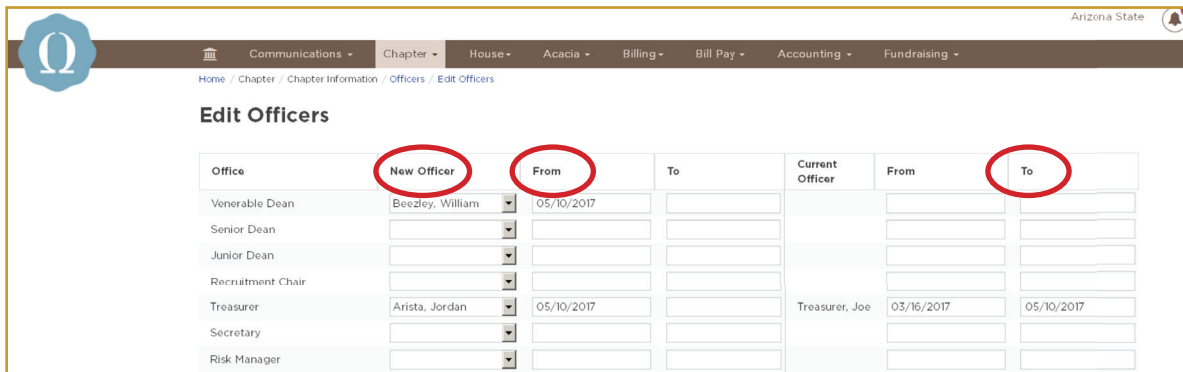 Arizona State
Ω
Communications Chapter House Acacia Billing Bill Pay Accounting Fundraising
Home / Chapter / Chapter Information / Officers / Edit Officers
Edit Officers
Office New Officer From To Current Officer From To
Venerable Dean Beezley, William 05/10/2017
Senior Dean
Junior Dean
Recruitment Chair
Treasurer Arista, Jordan 05/10/2017 Treasurer, Joe 03/16/2017 05/10/2017
Secretary
Risk Manager